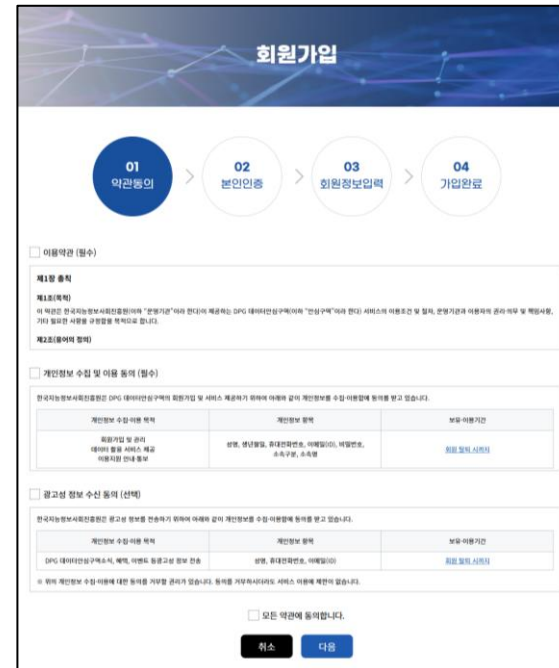 회원가입
01
약관동의
02
본인인증
03
회원정보입력
04
가입완료
이용약관 (필수)
제1장 총칙
제1조(목적)
이 약관은 한국지능정보사회진흥원(이하 "운영기관"이라 한다)이 제공하는 DPG 데이터안심구역(이하 "안심구역"이라 한다) 서비스의 이용조건 및 절차, 운영기관과 이용자의 권리·의무 및 책임사항,
기타 필요한 사항을 규정함을 목적으로 합니다.
제2조(용어의 정의)
개인정보 수집 및 이용 동의 (필수)
한국지능정보사회진흥원은 DPG 데이터안심구역의 회원가입 및 서비스 제공하기 위하여 아래와 같이 개인정보를 수집·이용함에 동의를 받고 있습니다.
개인정보 수집·이용 목적 개인정보 항목 보유·이용기간
회원가입 및 관리
데이터 활용 서비스 제공
이용지원 안내·통보
성명, 생년월일, 휴대전화번호, 이메일(ID), 비밀번호,
소속구분, 소속명
회원 탈퇴 시까지
광고성 정보 수신 동의 (선택)
한국지능정보사회진흥원은 광고성 정보를 전송하기 위하여 아래와 같이 개인정보를 수집·이용함에 동의를 받고 있습니다.
개인정보 수집·이용 목적 개인정보 항목 보유·이용기간
DPG 데이터안심구역소식, 혜택, 이벤트 등광고성 정보 전송 성명, 휴대전화번호, 이메일(ID) 회원 탈퇴 시까지
※ 위의 개인정보 수집·이용에 대한 동의를 거부할 권리가 있습니다. 동의를 거부하시더라도 서비스 이용에 제한이 없습니다.
모든 약관에 동의합니다.
취소 다음